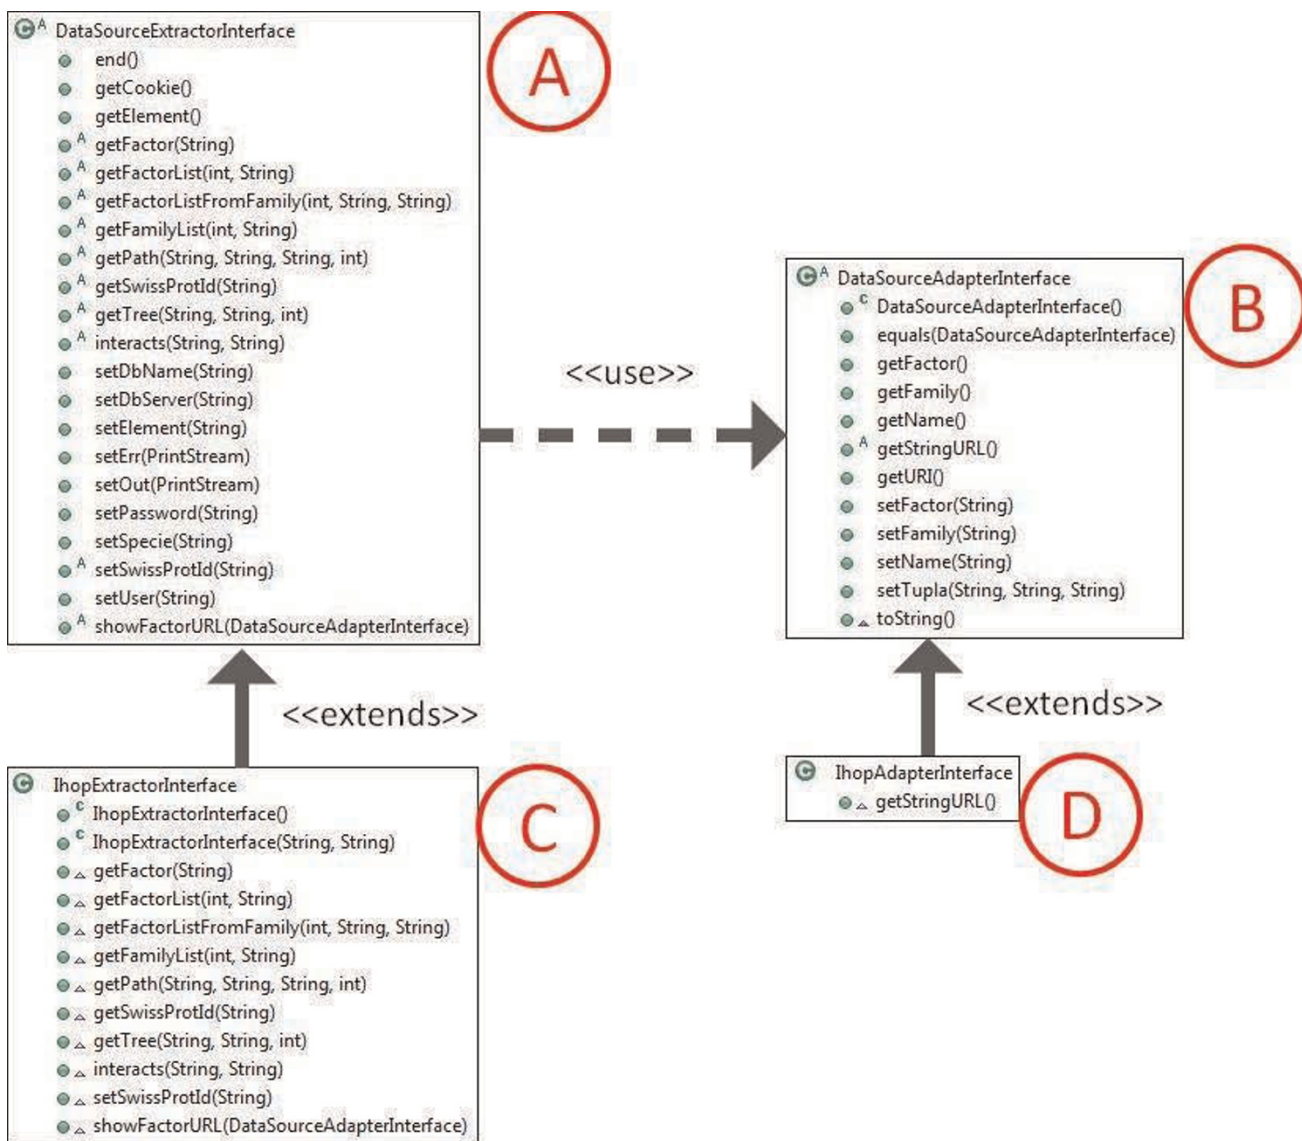 C A DataSourceExtractorInterface
end()
getCookie()
getElement()
A getFactor(String)
A getFactorList(int, String)
A getFactorListFromFamily(int, String, String)
A getFamilyList(int, String)
A getPath(String, String, String, int)
A getSwissProtId(String)
A getTree(String, String, int)
A interacts(String, String)
setDbName(String)
setDbServer(String)
setElement(String)
setErr(PrintStream)
setOut(PrintStream)
setPassword(String)
setSpecie(String)
A setSwissProtId(String)
setUser(String)
A showFactorURL(DataSourceAdapterInterface)
A
<<use>>
C A DataSourceAdapterInterface
C DataSourceAdapterInterface()
equals(DataSourceAdapterInterface)
getFactor()
getFamily()
getName()
A getStringURL()
getURI()
setFactor(String)
setFamily(String)
setName(String)
setTupla(String, String, String)
toString()
B
<<extends>>
<<extends>>
C IhopExtractorInterface
C IhopExtractorInterface()
C IhopExtractorInterface(String, String)
getFactor(String)
getFactorList(int, String)
getFactorListFromFamily(int, String, String)
getFamilyList(int, String)
getPath(String, String, String, int)
getSwissProtId(String)
getTree(String, String, int)
interacts(String, String)
setSwissProtId(String)
showFactorURL(DataSourceAdapterInterface)
C
C IhopAdapterInterface
getStringURL()
D